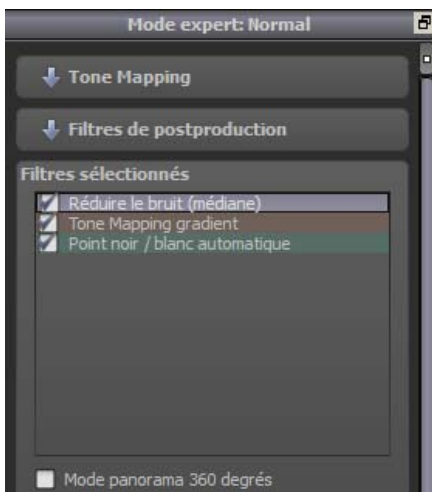 Mode expert: Normal
Tone Mapping
Filtres de postproduction
Filtres sélectionnés
Réduire le bruit (médiane)
Tone Mapping gradient
Point noir / blanc automatique
Mode panorama 360 degrés